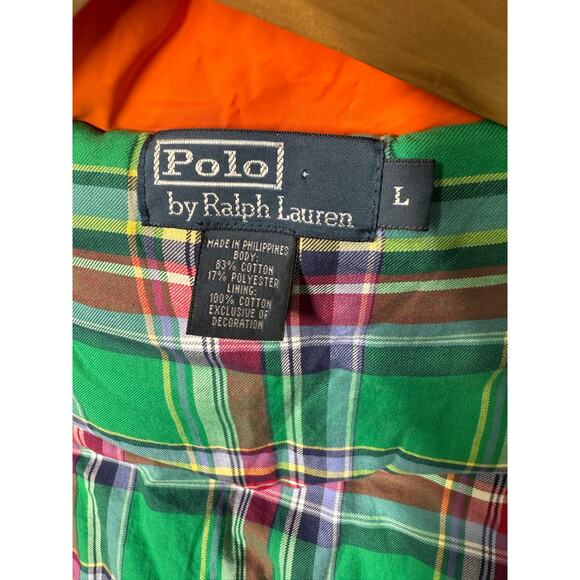 Polo
by Ralph Lauren
L
MADE IN PHILIPPINES
BODY:
83% COTTON
17% POLYESTER
LINING:
100% COTTON
EXCLUSIVE OF
DECORATION